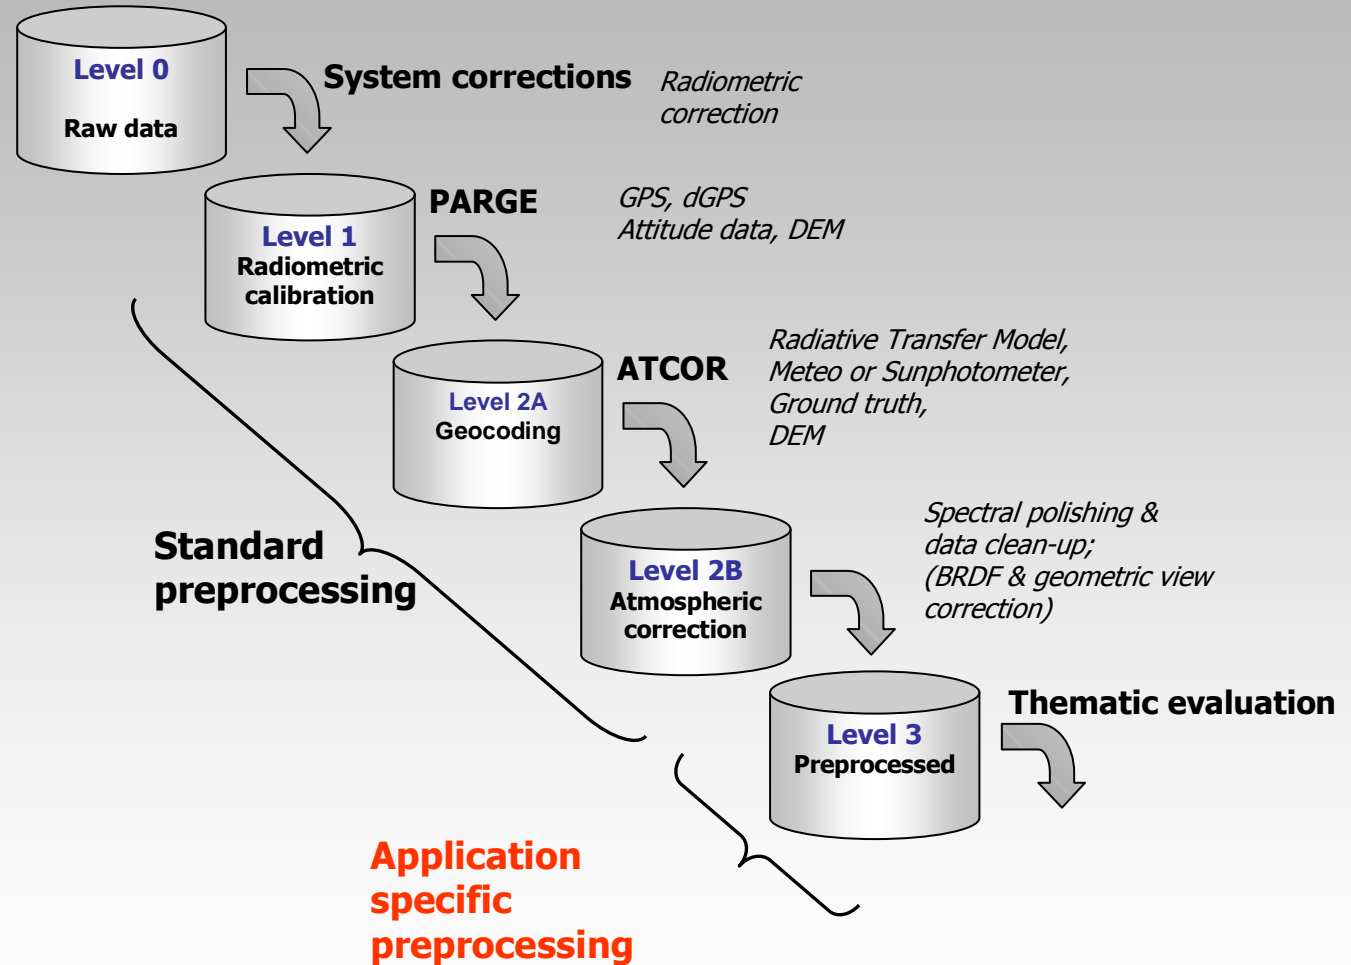 Level 0
Raw data
System corrections
Radiometric
correction
Level 1
Radiometric
calibration
PARGE
GPS, dGPS
Attitude data, DEM
Level 2A
Geocoding
ATCOR
Radiative Transfer Model,
Meteo or Sunphotometer,
Ground truth,
DEM
Level 2B
Atmospheric
correction
Spectral polishing &
data clean-up;
(BRDF & geometric view
correction)
Standard
preprocessing
Level 3
Preprocessed
Thematic evaluation
Application
specific
preprocessing